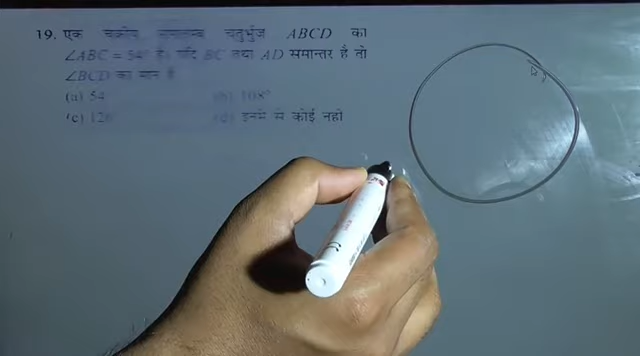 19. एक चक्रीय समलम्ब चतुर्भुज ABCD का
∠ABC = 54° है। यदि BC तथा AD समान्तर है तो
∠BCD का मान है
(a) 54 (b) 108°
(c) 126 (d) इनमें से कोई नहीं